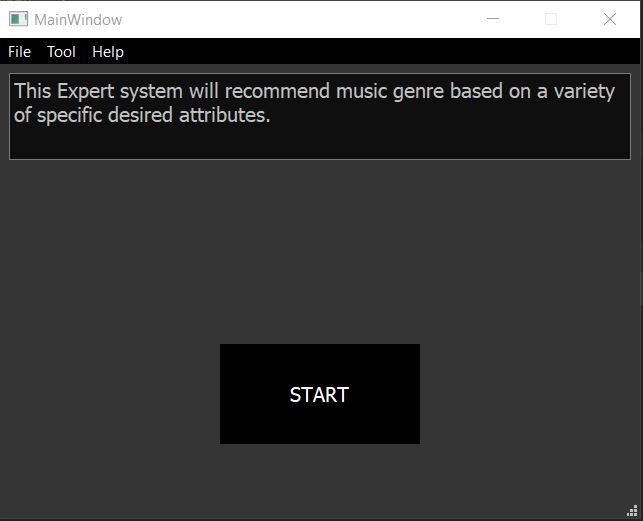 MainWindow
File Tool Help
This Expert system will recommend music genre based on a variety
of specific desired attributes.
START